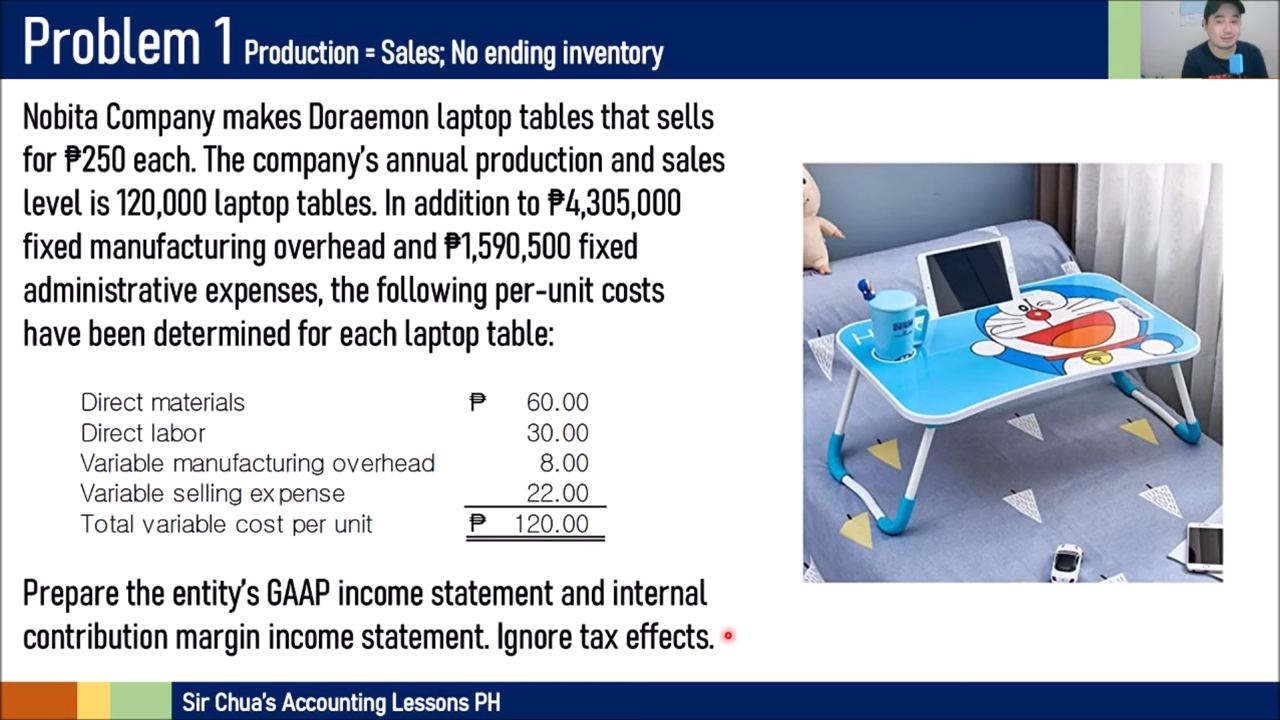 Problem 1 Production = Sales; No ending inventory
Nobita Company makes Doraemon laptop tables that sells
for ₱250 each. The company's annual production and sales
level is 120,000 laptop tables. In addition to ₱4,305,000
fixed manufacturing overhead and ₱1,590,500 fixed
administrative expenses, the following per-unit costs
have been determined for each laptop table:
Direct materials ₱ 60.00
Direct labor 30.00
Variable manufacturing overhead 8.00
Variable selling expense 22.00
Total variable cost per unit ₱ 120.00
Prepare the entity's GAAP income statement and internal
contribution margin income statement. Ignore tax effects.
Sir Chua's Accounting Lessons PH